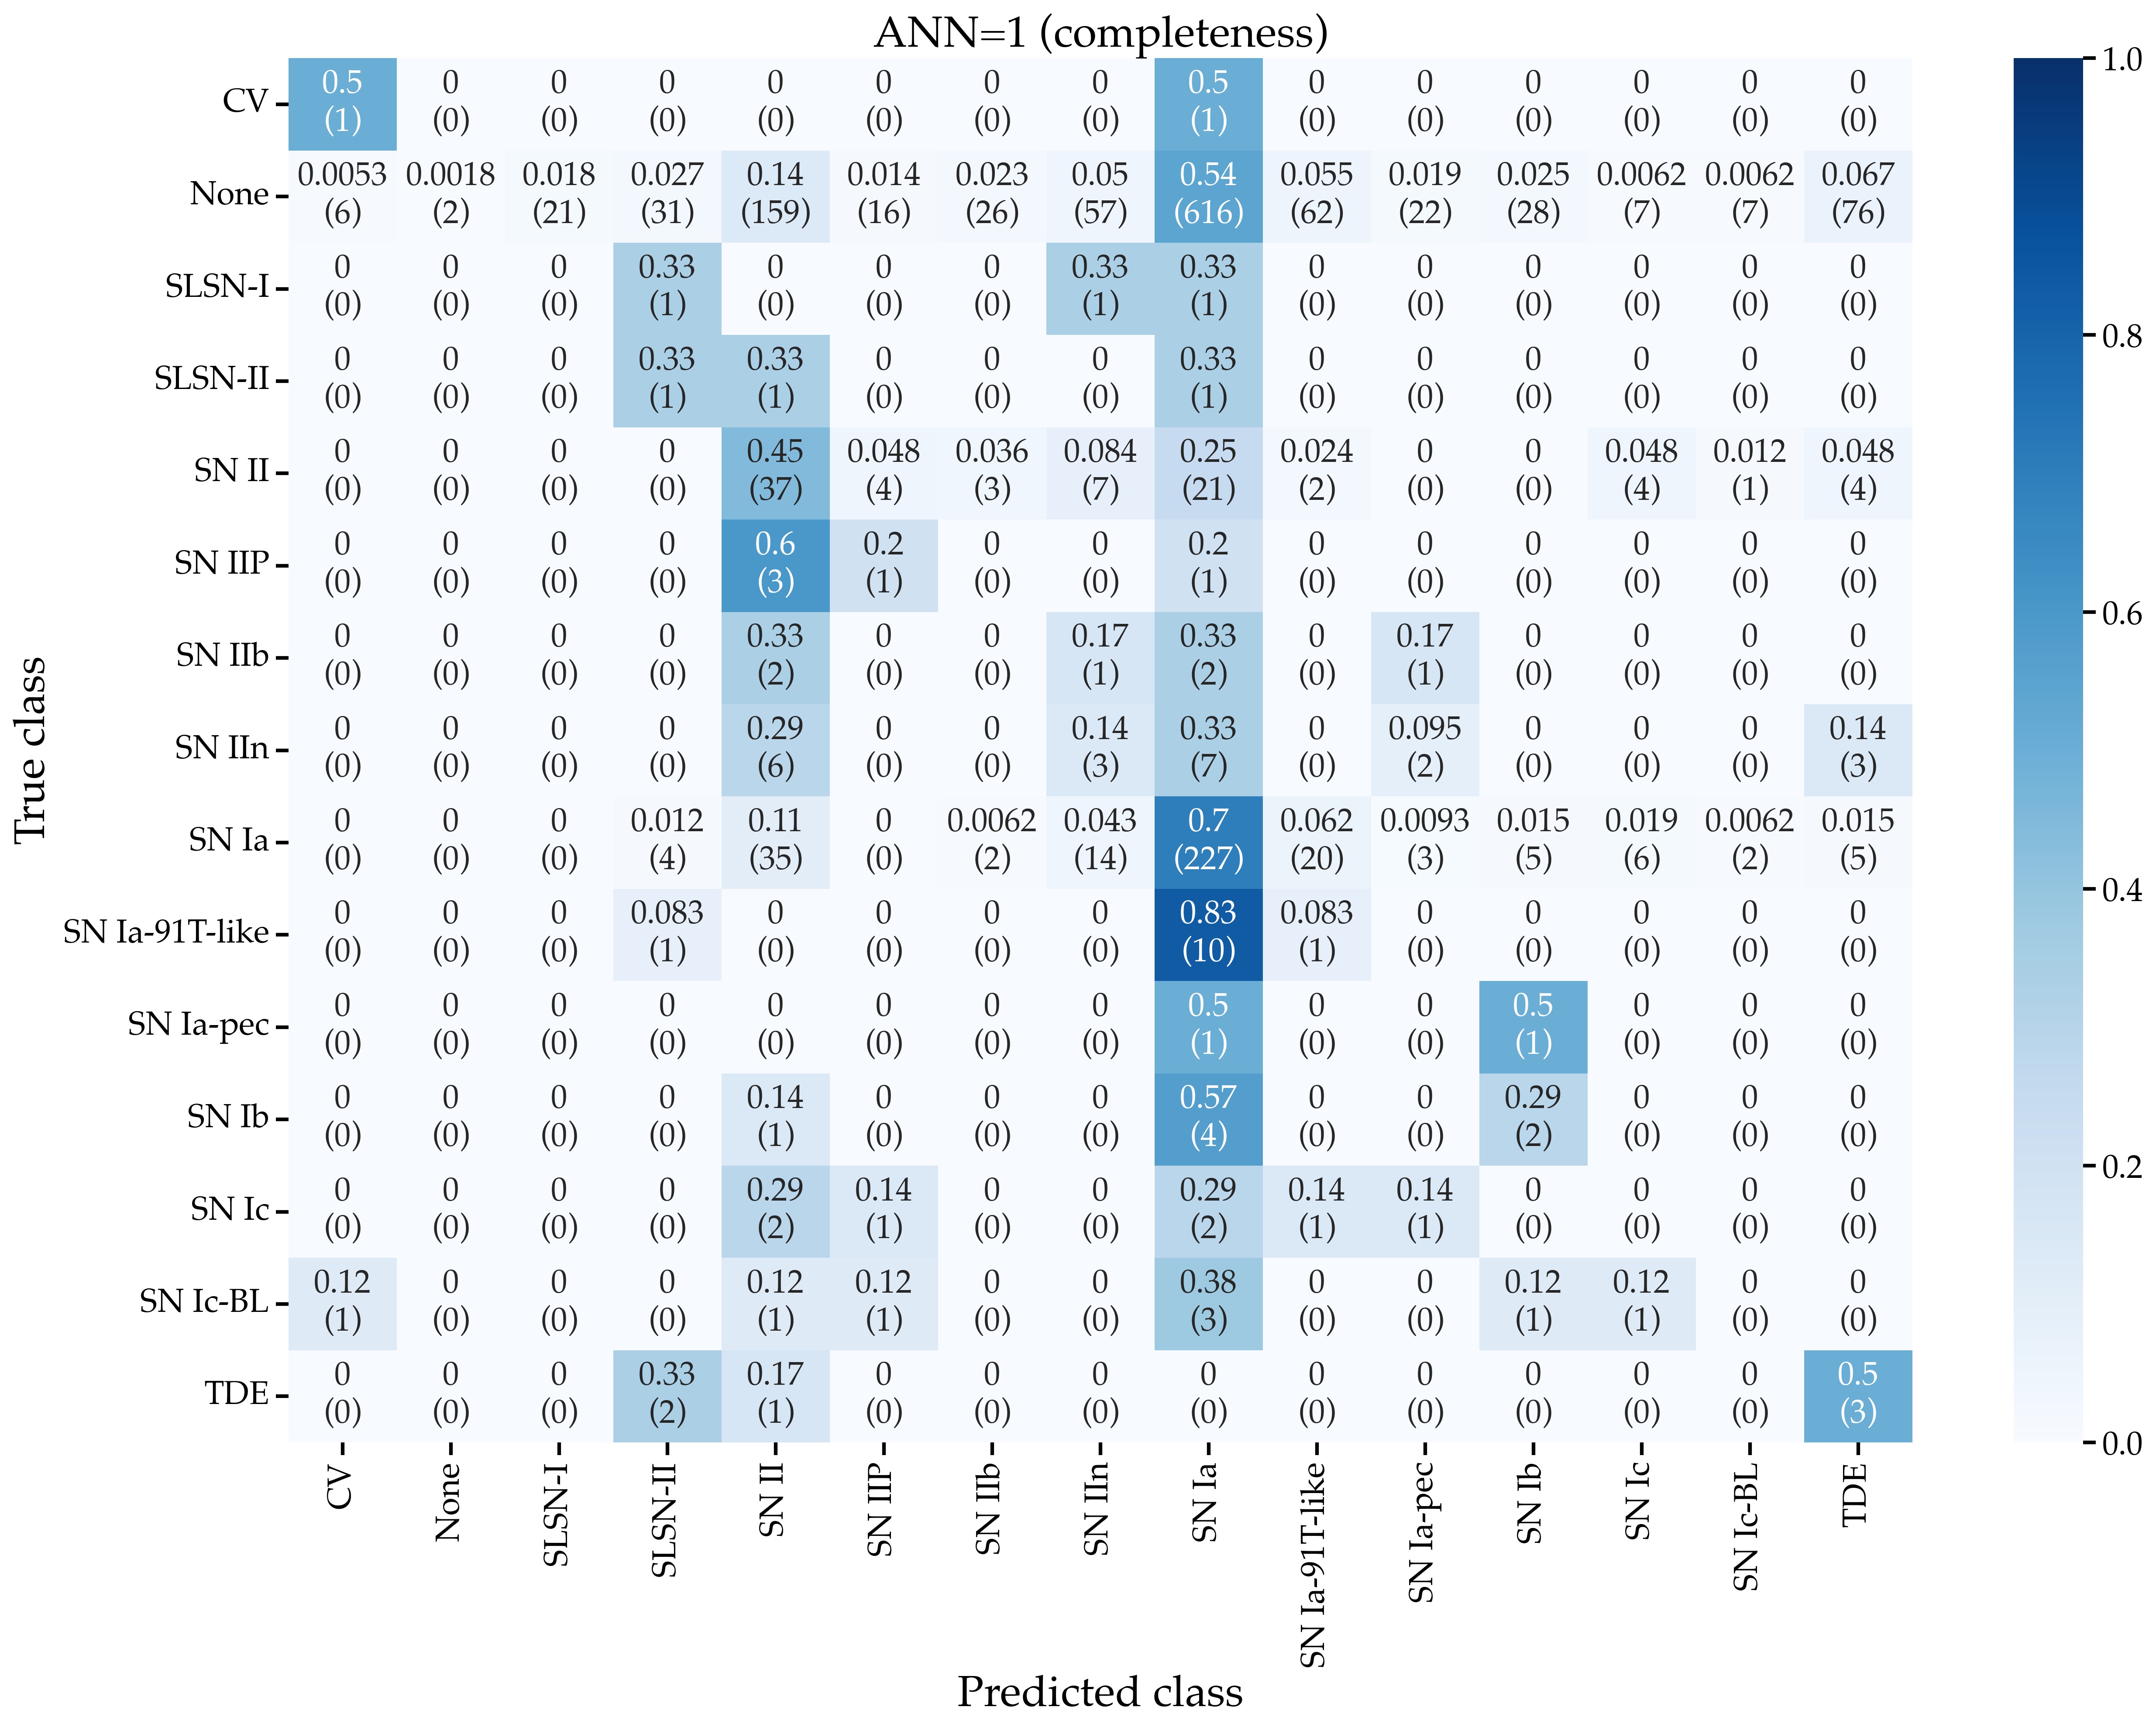 ANN=1 (completeness)
CV 0.5 0 0 0 0 0 0 0 0.5 0 0 0 0 0 0
(1) (0) (0) (0) (0) (0) (0) (0) (1) (0) (0) (0) (0) (0) (0)
None 0.0053 0.0018 0.018 0.027 0.14 0.014 0.023 0.05 0.54 0.055 0.019 0.025 0.0062 0.0062 0.067
(6) (2) (21) (31) (159) (16) (26) (57) (616) (62) (22) (28) (7) (7) (76)
SLSN-I 0 0 0 0.33 0 0 0 0.33 0.33 0 0 0 0 0 0
(0) (0) (0) (1) (0) (0) (0) (1) (1) (0) (0) (0) (0) (0) (0)
SLSN-II 0 0 0 0.33 0.33 0 0 0 0.33 0 0 0 0 0 0
(0) (0) (0) (1) (1) (0) (0) (0) (1) (0) (0) (0) (0) (0) (0)
SN II 0 0 0 0 0.45 0.048 0.036 0.084 0.25 0.024 0 0 0.048 0.012 0.048
(0) (0) (0) (0) (37) (4) (3) (7) (21) (2) (0) (0) (4) (1) (4)
SN IIP 0 0 0 0 0.6 0.2 0 0 0.2 0 0 0 0 0 0
(0) (0) (0) (0) (3) (1) (0) (0) (1) (0) (0) (0) (0) (0) (0)
SN IIb 0 0 0 0 0.33 0 0 0.17 0.33 0 0.17 0 0 0 0
(0) (0) (0) (0) (2) (0) (0) (1) (2) (0) (1) (0) (0) (0) (0)
SN IIn 0 0 0 0 0.29 0 0 0.14 0.33 0 0.095 0 0 0 0.14
(0) (0) (0) (0) (6) (0) (0) (3) (7) (0) (2) (0) (0) (0) (3)
SN Ia 0 0 0 0.012 0.11 0 0.0062 0.043 0.7 0.062 0.0093 0.015 0.019 0.0062 0.015
(0) (0) (0) (4) (35) (0) (2) (14) (227) (20) (3) (5) (6) (2) (5)
SN Ia-91T-like 0 0 0 0.083 0 0 0 0 0.83 0.083 0 0 0 0 0
(0) (0) (0) (1) (0) (0) (0) (0) (10) (1) (0) (0) (0) (0) (0)
SN Ia-pec 0 0 0 0 0 0 0 0 0.5 0 0 0.5 0 0 0
(0) (0) (0) (0) (0) (0) (0) (0) (1) (0) (0) (1) (0) (0) (0)
SN Ib 0 0 0 0 0.14 0 0 0 0.57 0 0 0.29 0 0 0
(0) (0) (0) (0) (1) (0) (0) (0) (4) (0) (0) (2) (0) (0) (0)
SN Ic 0 0 0 0 0.29 0.14 0 0 0.29 0.14 0.14 0 0 0 0
(0) (0) (0) (0) (2) (1) (0) (0) (2) (1) (1) (0) (0) (0) (0)
SN Ic-BL 0.12 0 0 0 0.12 0.12 0 0 0.38 0 0 0.12 0.12 0 0
(1) (0) (0) (0) (1) (1) (0) (0) (3) (0) (0) (1) (1) (0) (0)
TDE 0 0 0 0.33 0.17 0 0 0 0 0 0 0 0 0 0.5
(0) (0) (0) (2) (1) (0) (0) (0) (0) (0) (0) (0) (0) (0) (3)
True class
CV
None
SLSN-I
SLSN-II
SN II
SN IIP
SN IIb
SN IIn
SN Ia
SN Ia-91T-like
SN Ia-pec
SN Ib
SN Ic
SN Ic-BL
TDE
Predicted class
1.0
0.8
0.6
0.4
0.2
0.0